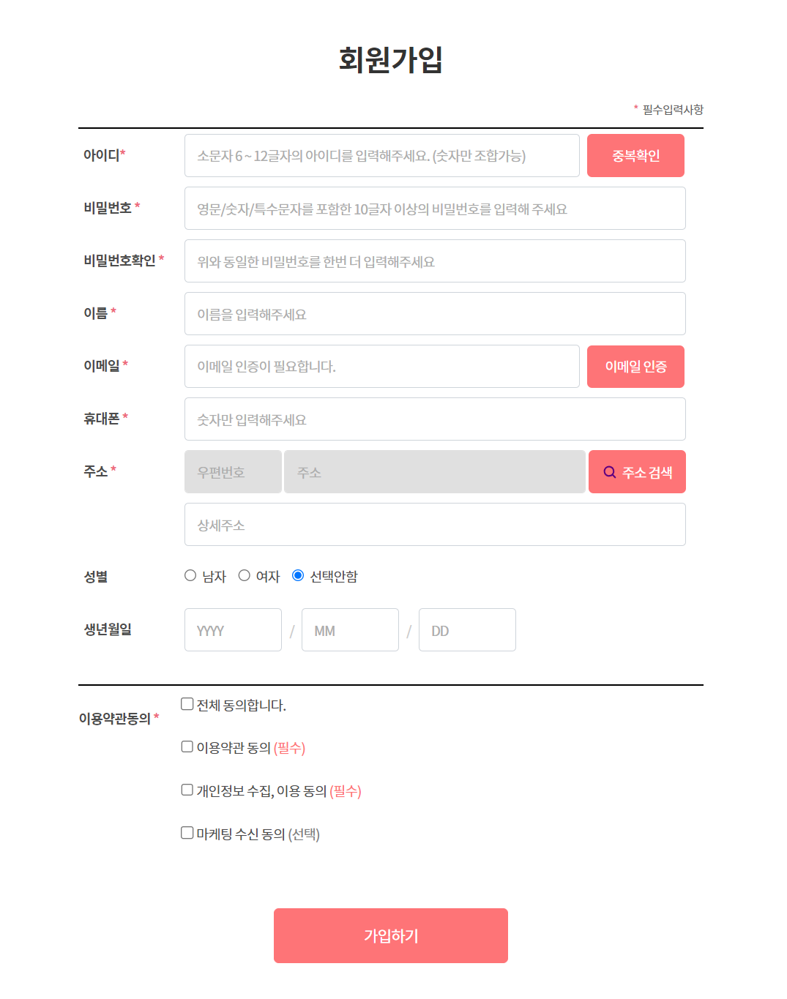 회원가입
* 필수입력사항
아이디* 소문자 6 ~ 12글자의 아이디를 입력해주세요. (숫자만 조합가능) 중복확인
비밀번호 * 영문/숫자/특수문자를 포함한 10글자 이상의 비밀번호를 입력해 주세요
비밀번호확인 * 위와 동일한 비밀번호를 한번 더 입력해주세요
이름 * 이름을 입력해주세요
이메일 * 이메일 인증이 필요합니다. 이메일 인증
휴대폰 * 숫자만 입력해주세요
주소 * 우편번호 주소 주소 검색
상세주소
성별 남자 여자 선택안함
생년월일 YYYY / MM / DD
전체 동의합니다.
이용약관동의 *
이용약관 동의 (필수)
개인정보 수집, 이용 동의 (필수)
마케팅 수신 동의 (선택)
가입하기